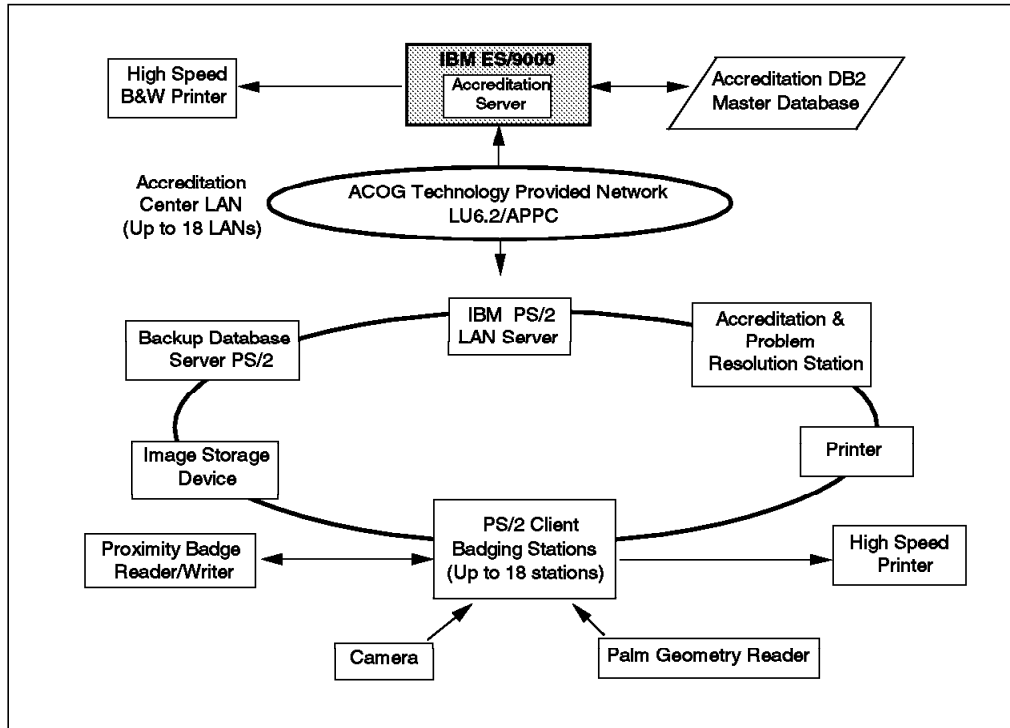 IBM ES/9000
Accreditation
Server
High Speed
B&W Printer
Accreditation DB2
Master Database
Accreditation
Center LAN
(Up to 18 LANs)
ACOG Technology Provided Network
LU6.2/APPC
IBM PS/2
LAN Server
Backup Database
Server PS/2
Accreditation &
Problem
Resolution Station
Image Storage
Device
Printer
PS/2 Client
Badging Stations
(Up to 18 stations)
Proximity Badge
Reader/Writer
High Speed
Printer
Camera
Palm Geometry Reader